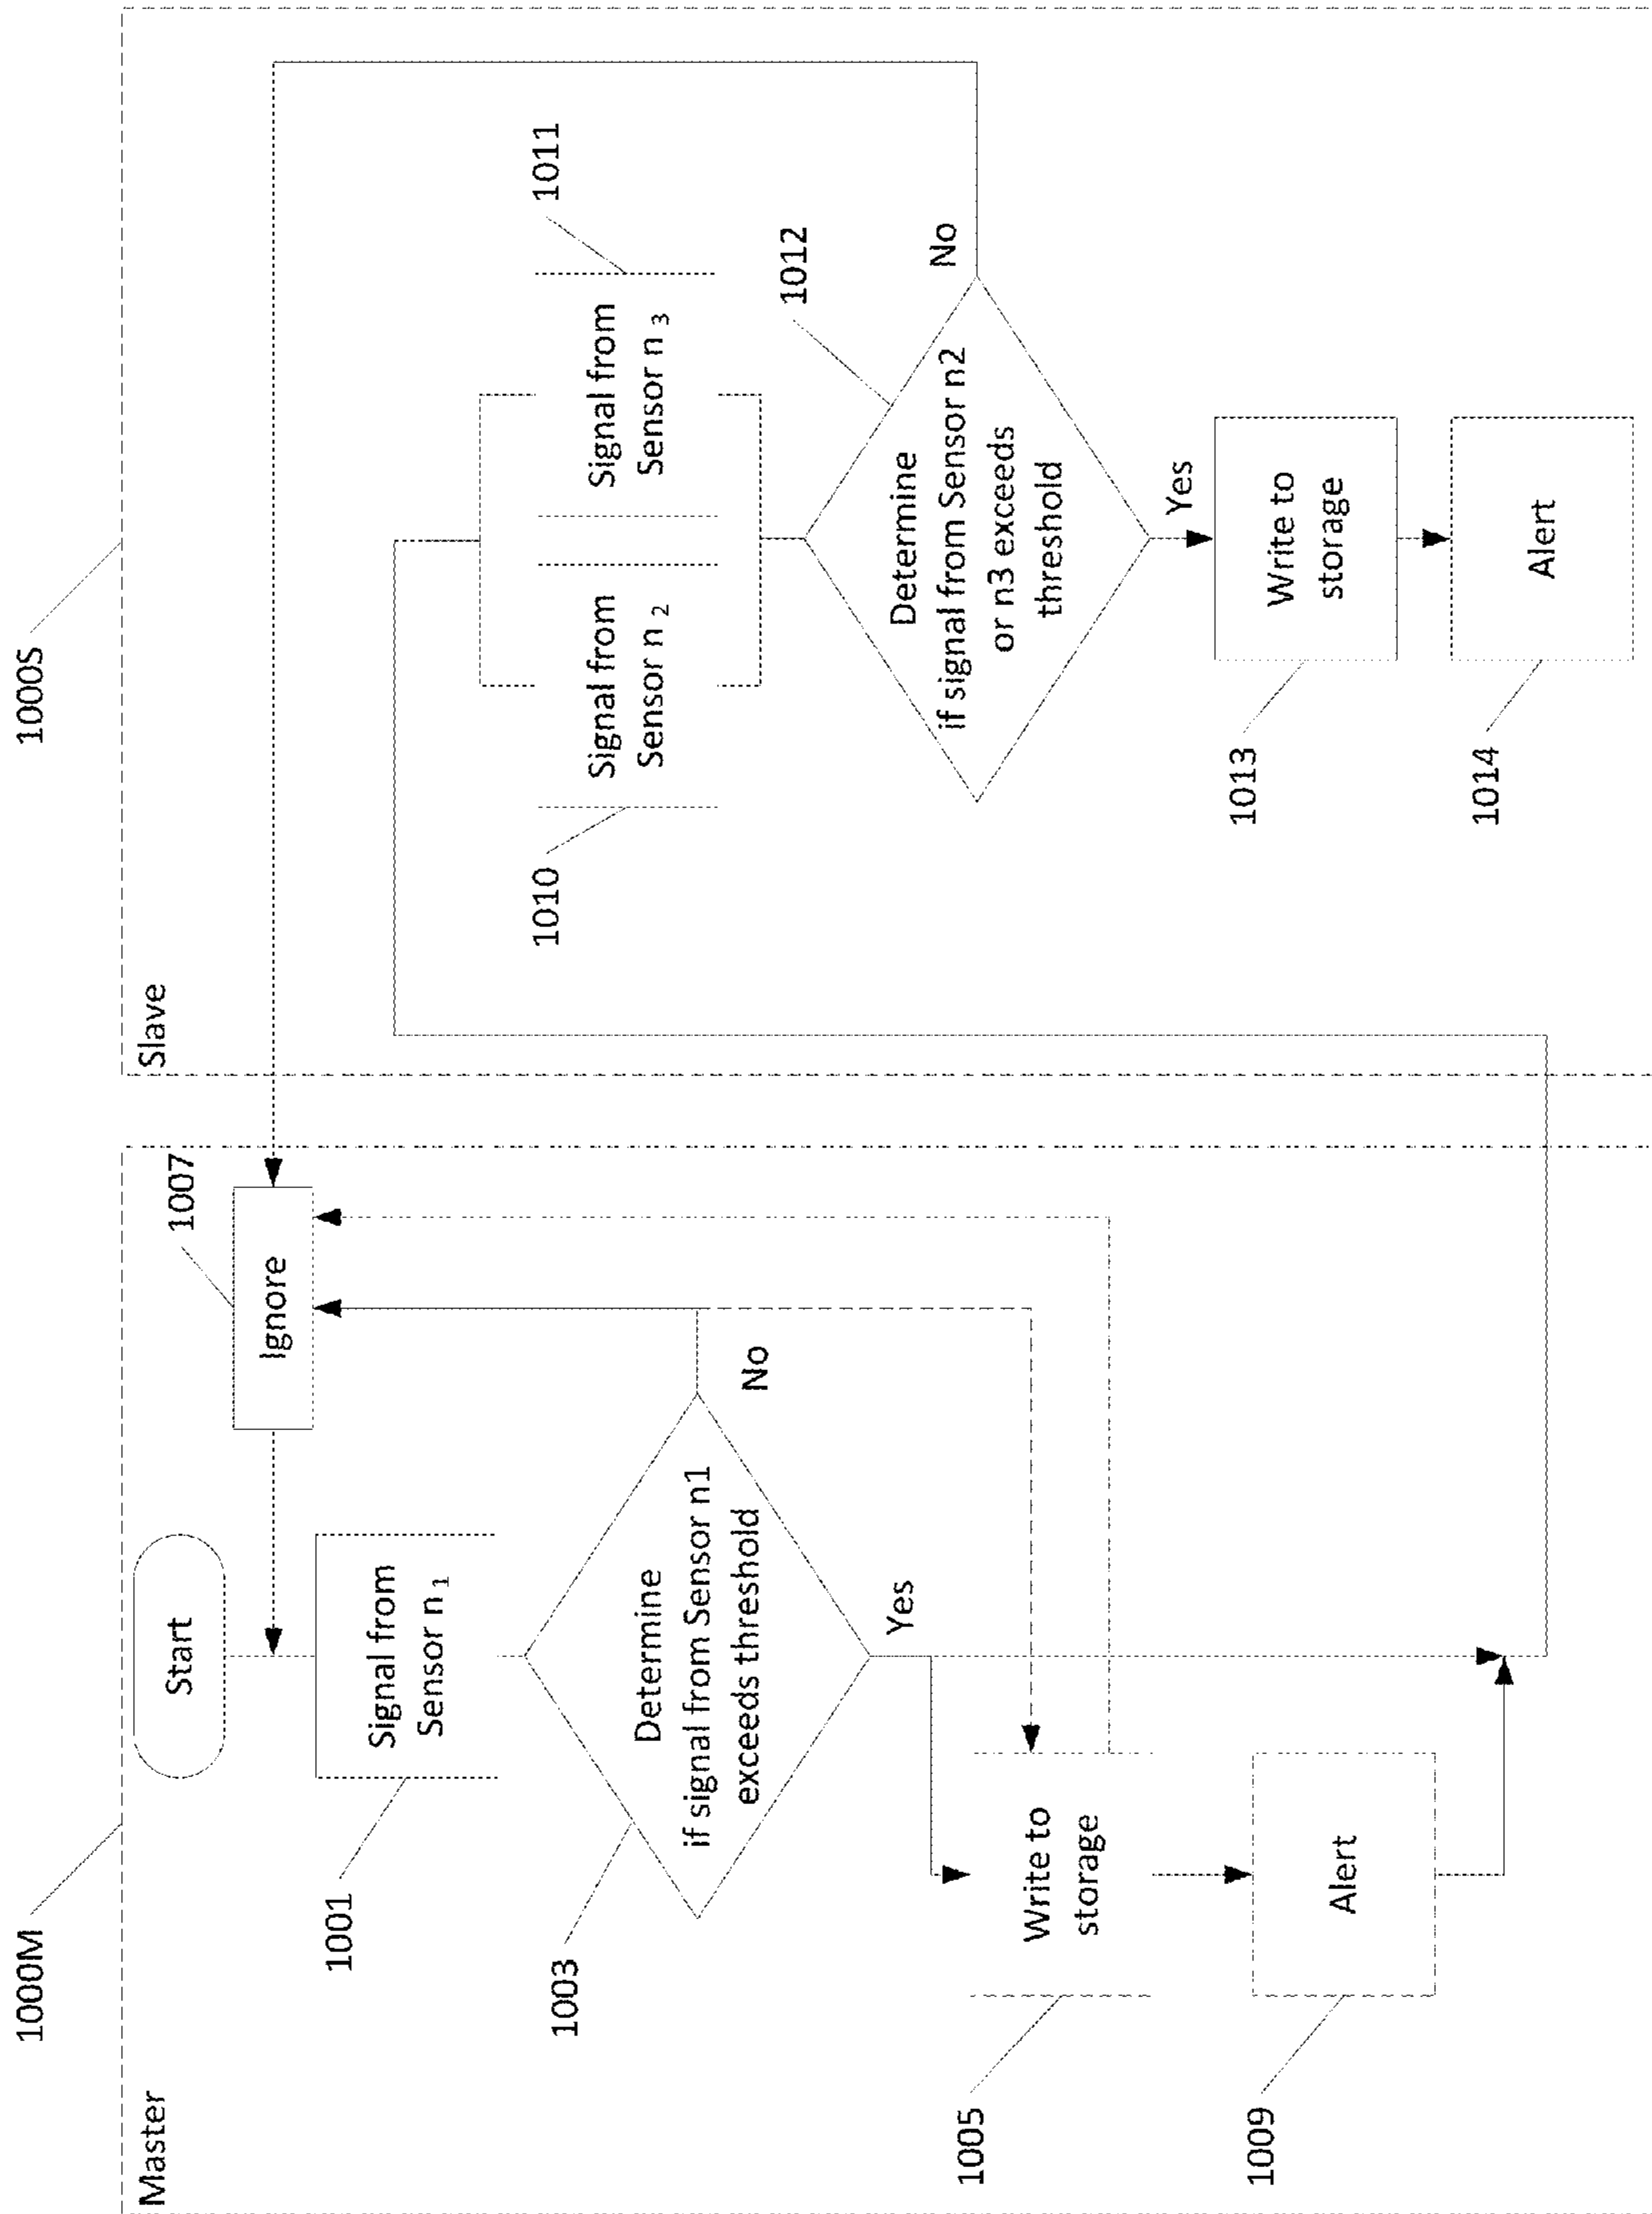 1000M
1000S
Master
Slave
Start
1007
Ignore
Signal from
Sensor n 1
1001
Determine
if signal from Sensor n1
exceeds threshold
1003
No
Yes
Write to
storage
1005
Alert
1009
1010
Signal from
Sensor n 2
Signal from
Sensor n 3
1011
1012
Determine
if signal from Sensor n2
or n3 exceeds
threshold
No
Yes
Write to
storage
1013
Alert
1014